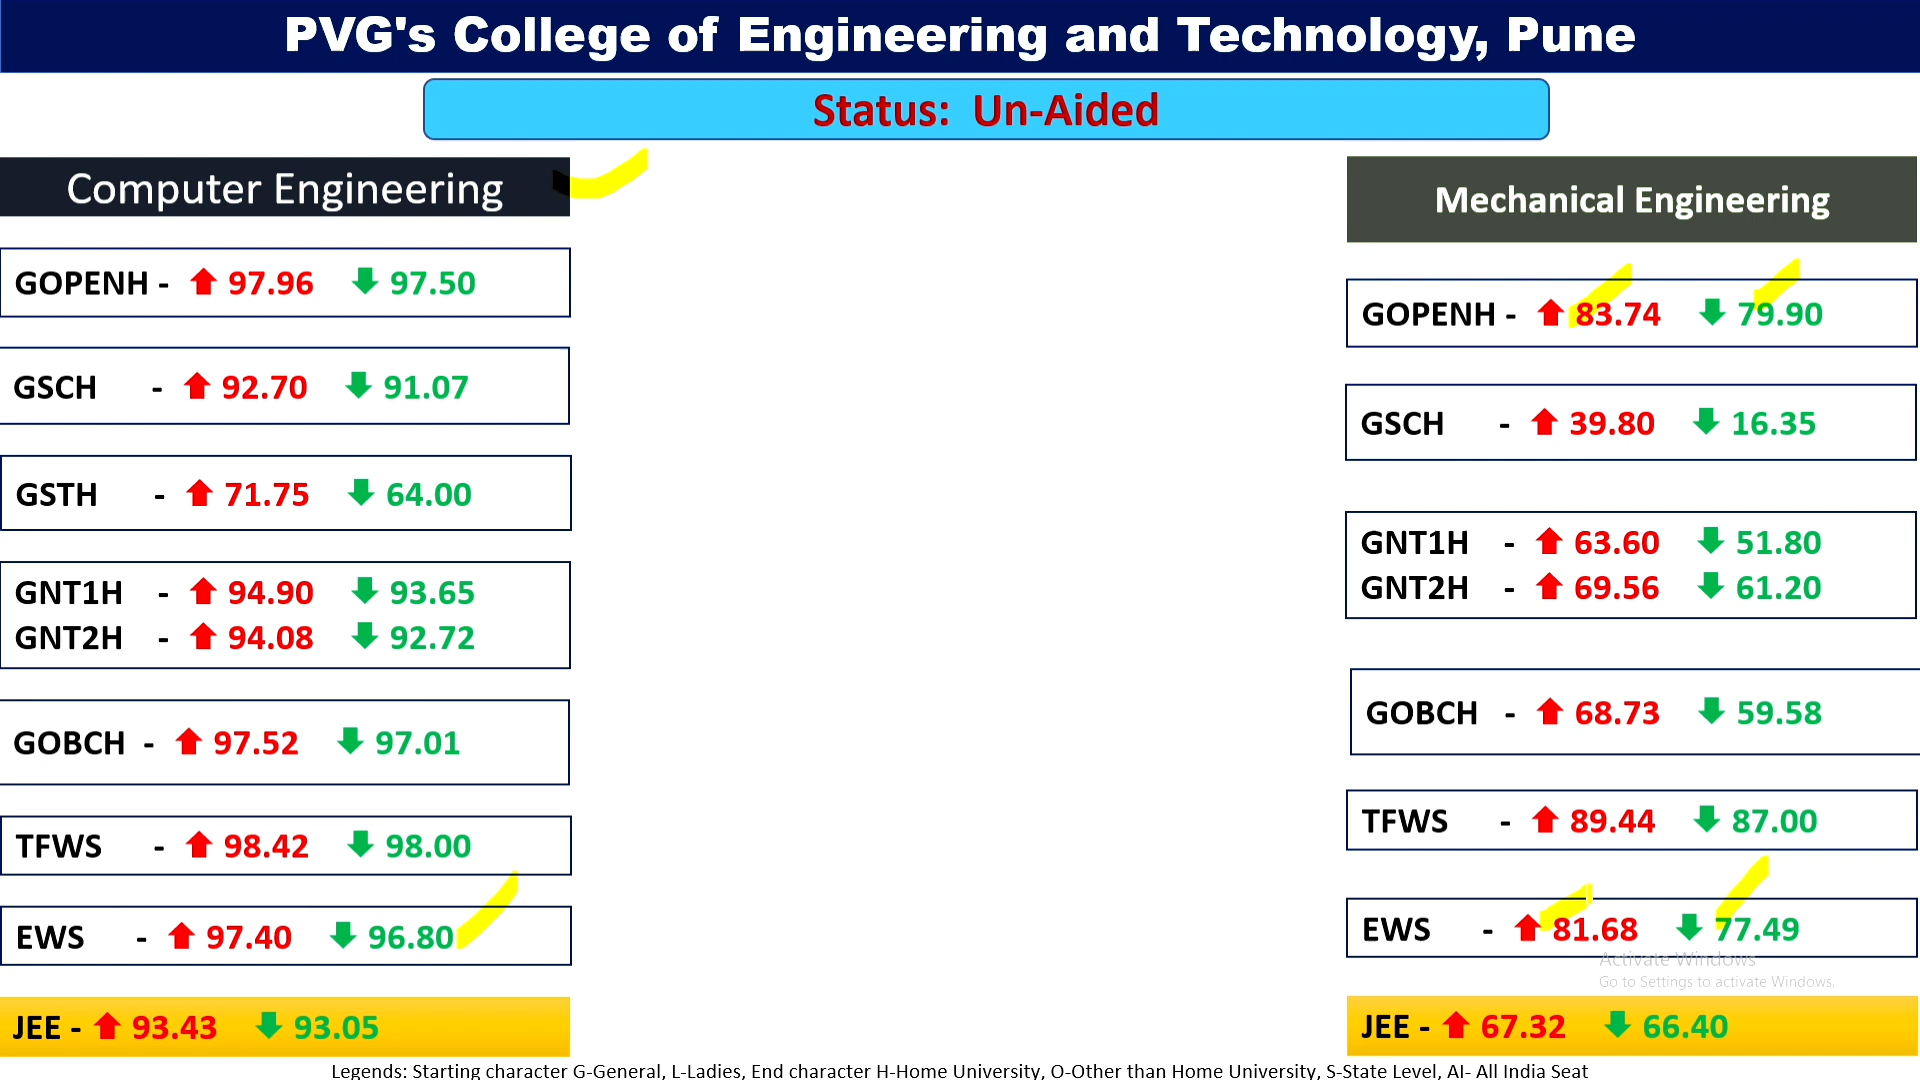 PVG's College of Engineering and Technology, Pune
Status: Un-Aided
Computer Engineering
GOPENH - 97.96 97.50
GSCH - 92.70 91.07
GSTH - 71.75 64.00
GNT1H - 94.90 93.65
GNT2H - 94.08 92.72
GOBCH - 97.52 97.01
TFWS - 98.42 98.00
EWS - 97.40 96.80
JEE - 93.43 93.05
Mechanical Engineering
GOPENH - 83.74 79.90
GSCH - 39.80 16.35
GNT1H - 63.60 51.80
GNT2H - 69.56 61.20
GOBCH - 68.73 59.58
TFWS - 89.44 87.00
EWS - 81.68 77.49
Activate Windows
Go to Settings to activate Windows.
JEE - 67.32 66.40
Legends: Starting character G-General, L-Ladies, End character H-Home University, O-Other than Home University, S-State Level, AI- All India Seat